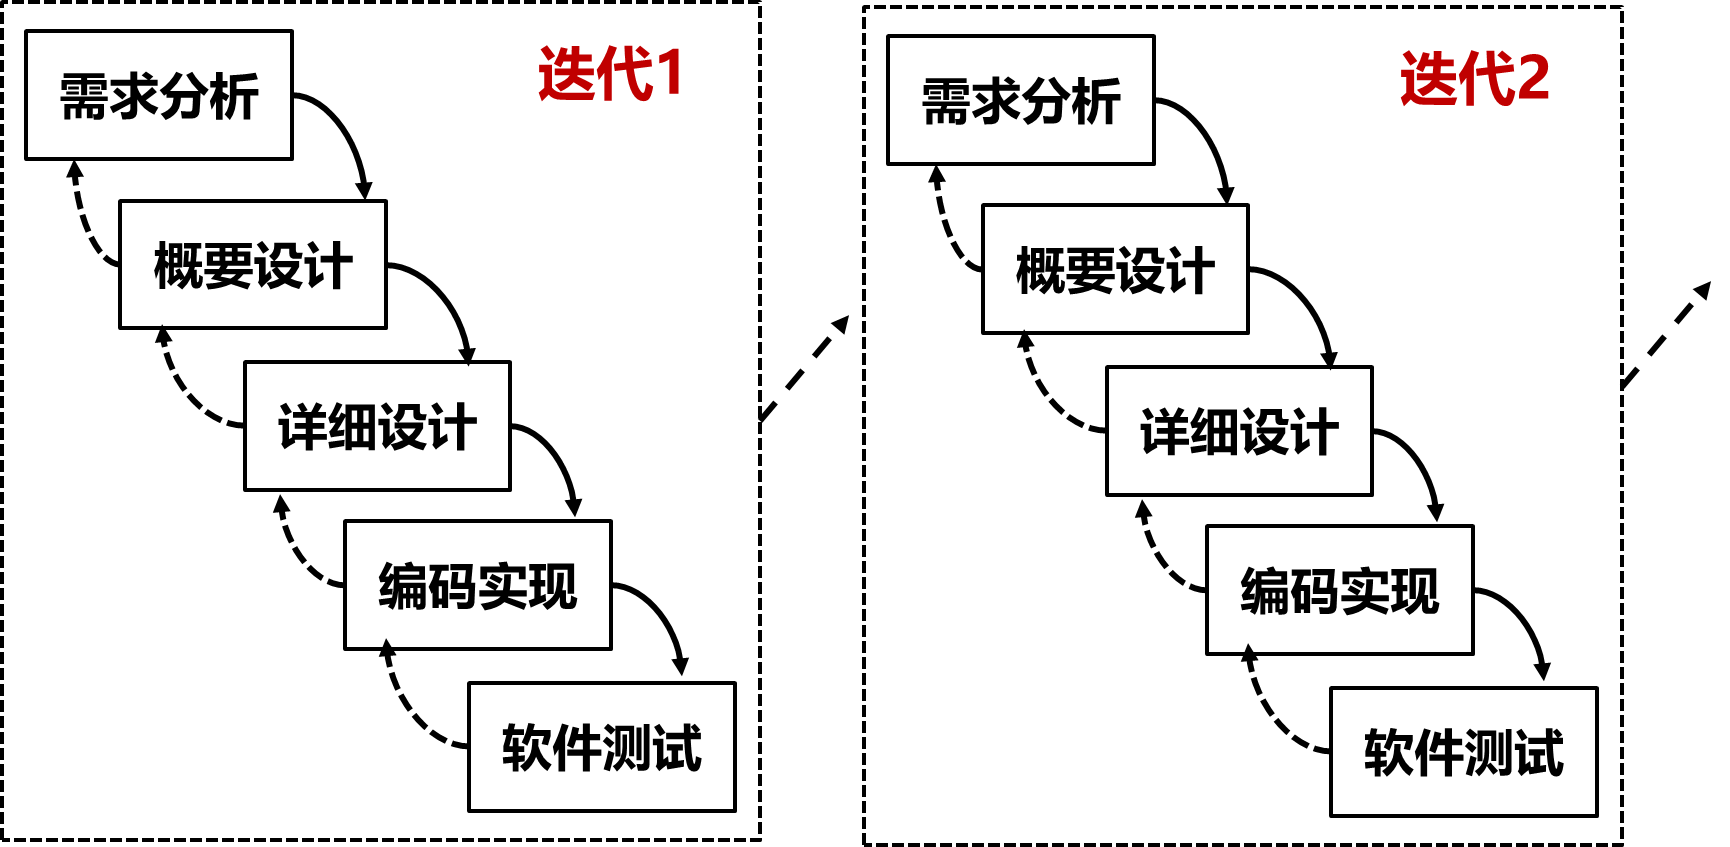 迭代1
需求分析
概要设计
详细设计
编码实现
软件测试
迭代2
需求分析
概要设计
详细设计
编码实现
软件测试